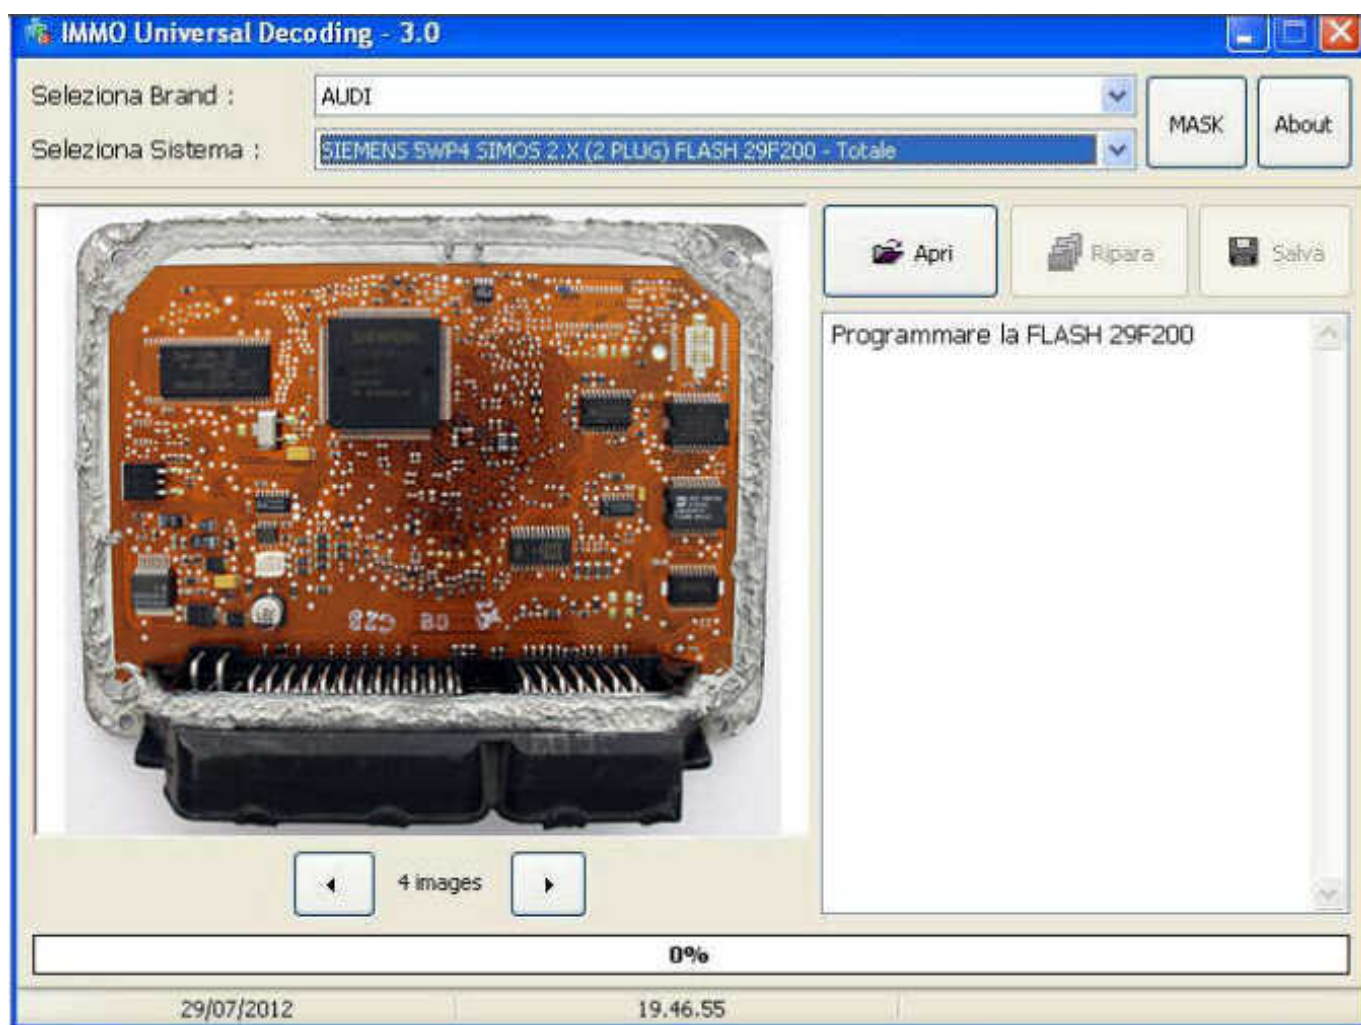 IMMO Universal Decoding - 3.0
Seleziona Brand :
AUDI
MASK
About
Seleziona Sistema :
SIEMENS 5WP4 SIMOS 2.X (2 PLUG) FLASH 29F200 - Totale
Apri
Ripara
Salva
Programmare la FLASH 29F200
4 images
0%
29/07/2012
19.46.55